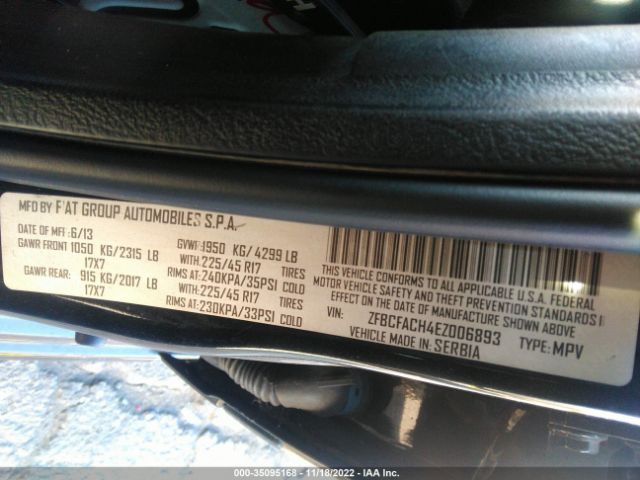 MFD BY FIAT GROUP AUTOMOBILES S.P.A.
DATE OF MFT: 6/13 GVWR 1950 KG/ 4299 LB
GAWR FRONT 1050 KG/2315 LB WITH 225/45 R17 TIRES
17X7 RIMS AT 240KPA/35PSI COLD
GAWR REAR: 915 KG/2017 LB WITH 225/45 R17 TIRES
17X7 RIMS AT 230KPA/33PSI COLD
THIS VEHICLE CONFORMS TO ALL APPLICABLE U.S.A. FEDERAL
MOTOR VEHICLE SAFETY AND THEFT PREVENTION STANDARDS I
EFFECT ON THE DATE OF MANUFACTURE SHOWN ABOVE.
VIN: ZFBCFACH4EZ006893 TYPE: MPV
VEHICLE MADE IN: SERBIA
000-35095168 - 11/18/2022 - IAA Inc.